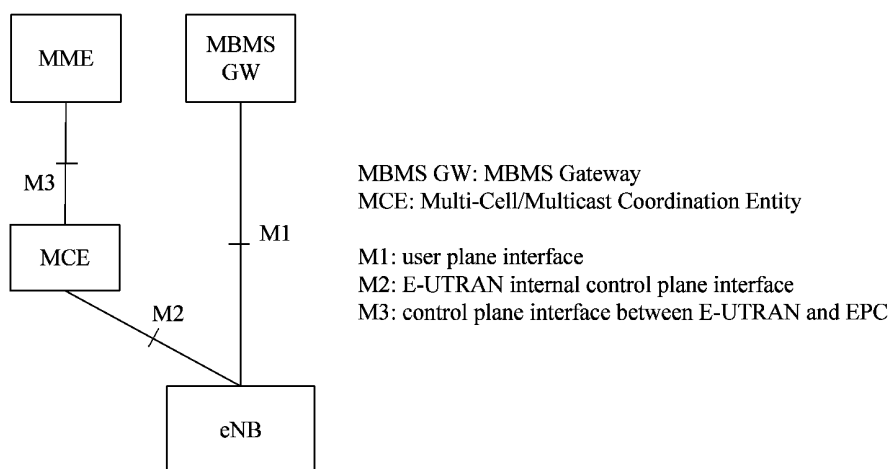 MME
MBMS
GW
M3
MBMS GW: MBMS Gateway
MCE: Multi-Cell/Multicast Coordination Entity
M1
MCE
M1: user plane interface
M2: E-UTRAN internal control plane interface
M3: control plane interface between E-UTRAN and EPC
M2
eNB